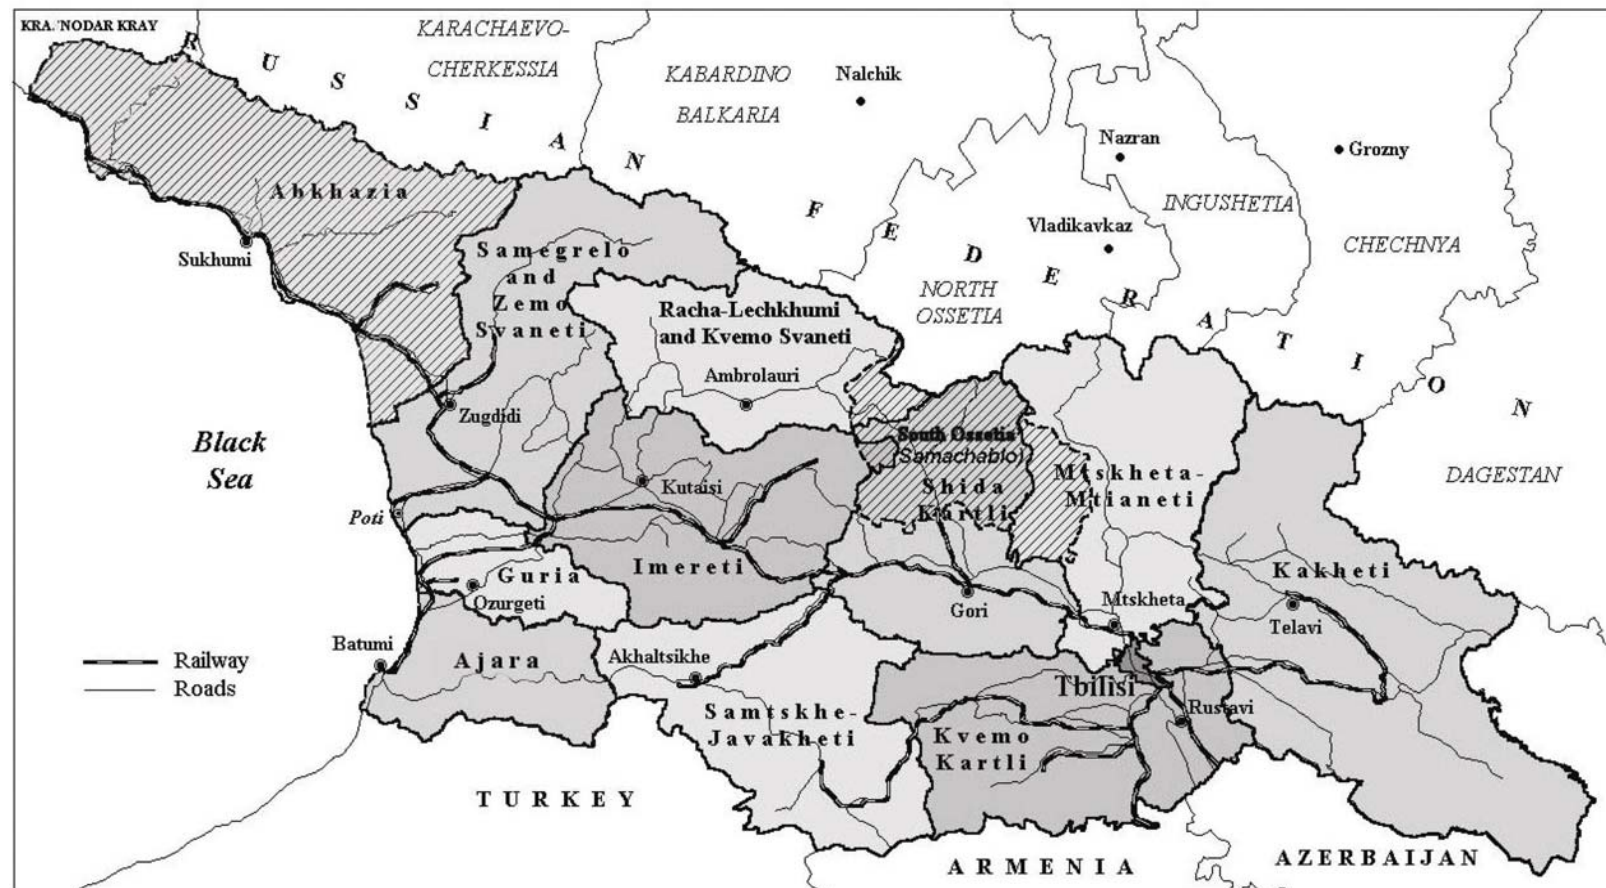 KRA. 'NODAR KRAY
RUSSIAN FEDERATION
KARACHAEVO-
CHERKESSIA
KABARDINO
BALKARIA
Nalchik
Nazran
Grozny
Vladikavkaz
INGUSHETIA
CHECHNYA
NORTH
OSSETIA
DAGESTAN
Abkhazia
Sukhumi
Samegrelo
and
Zemo
Svaneti
Racha-Lechkhumi
and Kvemo Svaneti
Ambrolauri
Zugdidi
Black
Sea
South Ossetia
(Samachablo)
Shida
Kartli
Mtskheta-
Mtianeti
Kutaisi
Poti
Imereti
Guria
Ozurgeti
Gori
Mtskheta
Kakheti
Telavi
Batumi
Ajara
Akhaltsikhe
Tbilisi
Rustavi
Samtskhe-
Javakheti
Kvemo
Kartli
Railway
Roads
TURKEY
ARMENIA
AZERBAIJAN